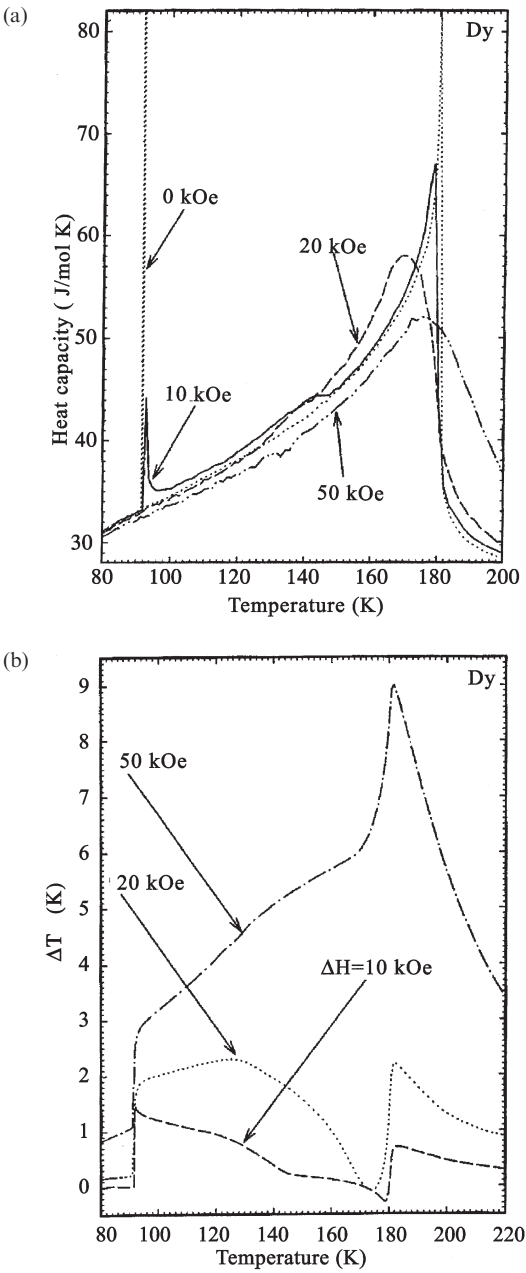 (a)
Dy
80
70
60
50
40
30
Heat capacity ( J/mol K)
0 kOe
20 kOe
10 kOe
50 kOe
80 100 120 140 160 180 200
Temperature (K)
(b)
Dy
9
8
7
6
5
4
3
2
1
0
ΔT (K)
50 kOe
20 kOe
ΔH=10 kOe
80 100 120 140 160 180 200 220
Temperature (K)